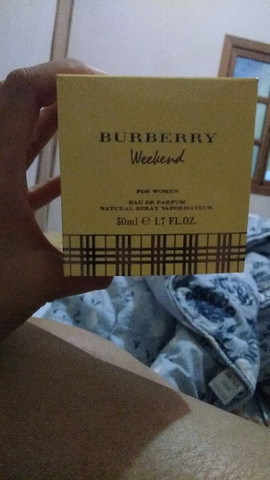 BURBERRY
Weekend
FOR WOMEN
EAU DE PARFUM
NATURAL SPRAY VAPORISATEUR
50ml e 1.7 FL.OZ.